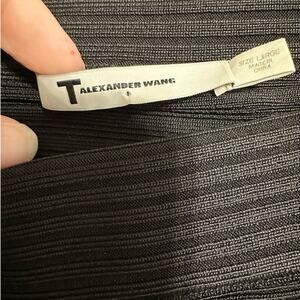 T ALEXANDER WANG
SIZE LARGE
MADE IN
CHINA